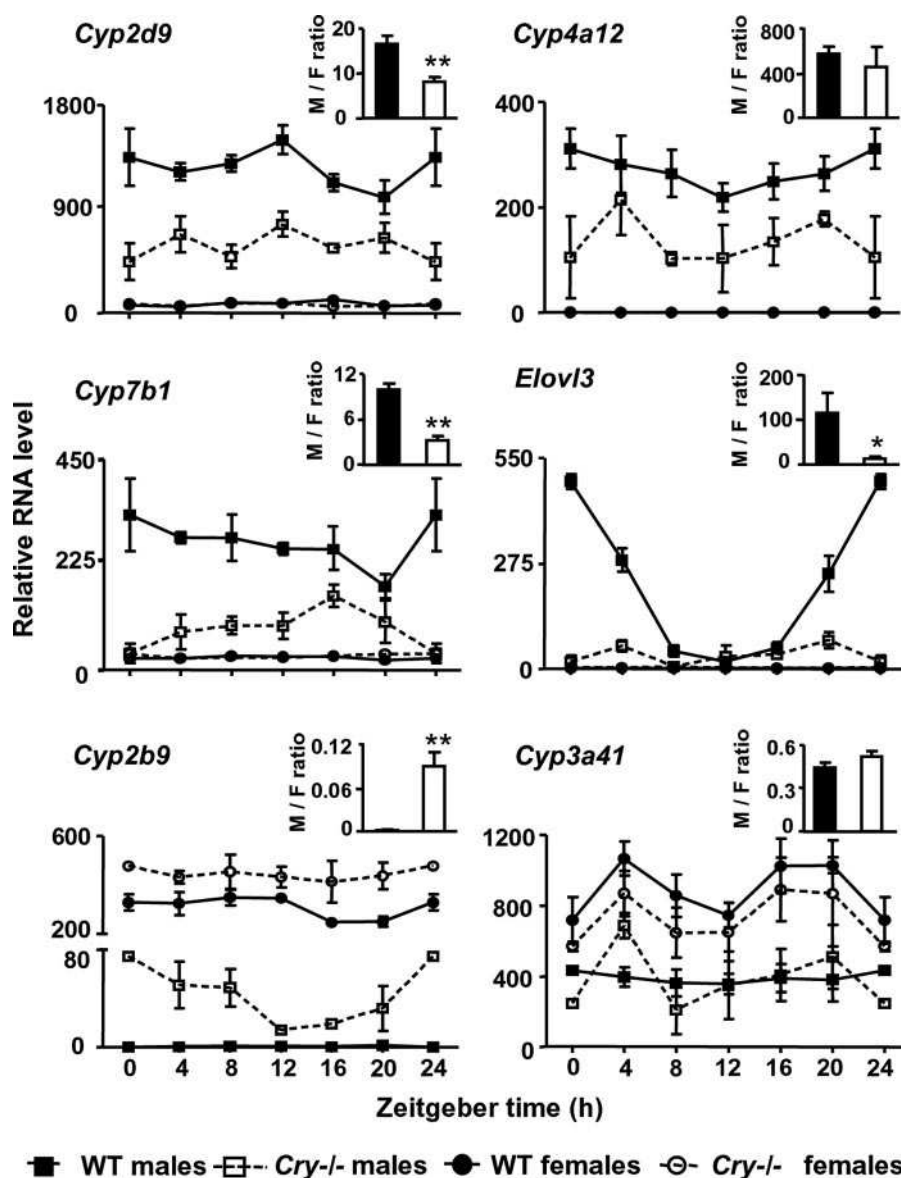 Cyp2d9
M / F ratio
20
10
0
**
1800
900
0
Cyp4a12
M / F ratio
800
400
0
400
200
0
Relative RNA level
Cyp7b1
M / F ratio
12
6
0
**
450
225
0
Elovl3
M / F ratio
200
100
0
*
550
275
0
Cyp2b9
M / F ratio
0.12
0.06
0
**
600
200
80
0
0 4 8 12 16 20 24
Cyp3a41
M / F ratio
0.6
0.3
0
1200
800
400
0
0 4 8 12 16 20 24
Zeitgeber time (h)
WT males Cry-/- males WT females Cry-/- females